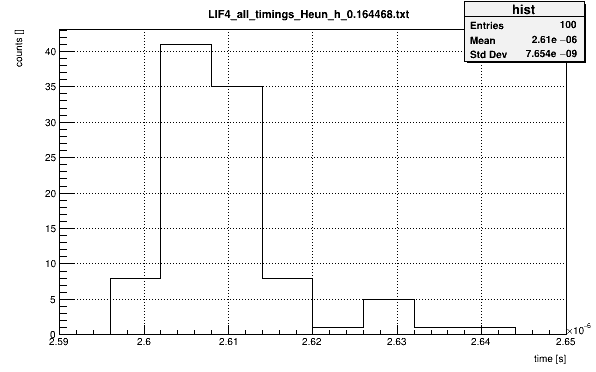 LIF4_all_timings_Heun_h_0.164468.txt
hist
Entries 100
Mean 2.61e −06
Std Dev 7.654e −09
counts []
40
35
30
25
20
15
10
5
0
2.59 2.6 2.61 2.62 2.63 2.64 2.65
×10⁻⁶
time [s]